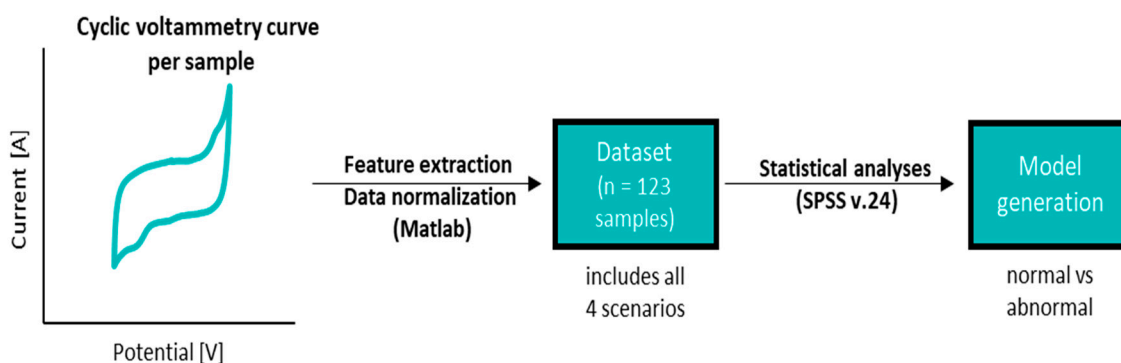 Cyclic voltammetry curve
per sample
Current [A]
Potential [V]
Feature extraction
Data normalization
(Matlab)
Dataset
(n = 123
samples)
includes all
4 scenarios
Statistical analyses
(SPSS v.24)
Model
generation
normal vs
abnormal